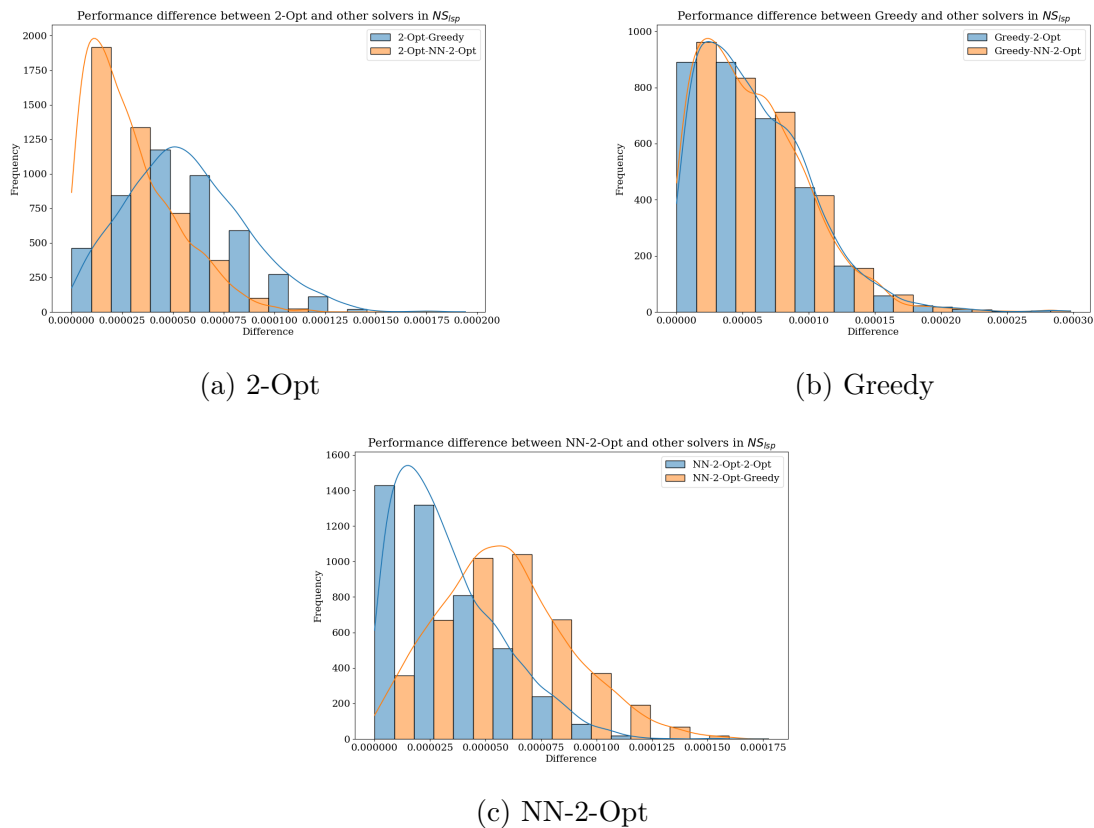 Performance difference between 2-Opt and other solvers in NS_lsp
2-Opt-Greedy
2-Opt-NN-2-Opt
2000
1750
1500
1250
1000
750
500
250
0
Frequency
0.000000 0.000025 0.000050 0.000075 0.000100 0.000125 0.000150 0.000175 0.000200
Difference
(a) 2-Opt
Performance difference between Greedy and other solvers in NS_lsp
Greedy-2-Opt
Greedy-NN-2-Opt
1000
800
600
400
200
0
Frequency
0.00000 0.00005 0.00010 0.00015 0.00020 0.00025 0.00030
Difference
(b) Greedy
Performance difference between NN-2-Opt and other solvers in NS_lsp
NN-2-Opt-2-Opt
NN-2-Opt-Greedy
1600
1400
1200
1000
800
600
400
200
0
Frequency
0.000000 0.000025 0.000050 0.000075 0.000100 0.000125 0.000150 0.000175
Difference
(c) NN-2-Opt